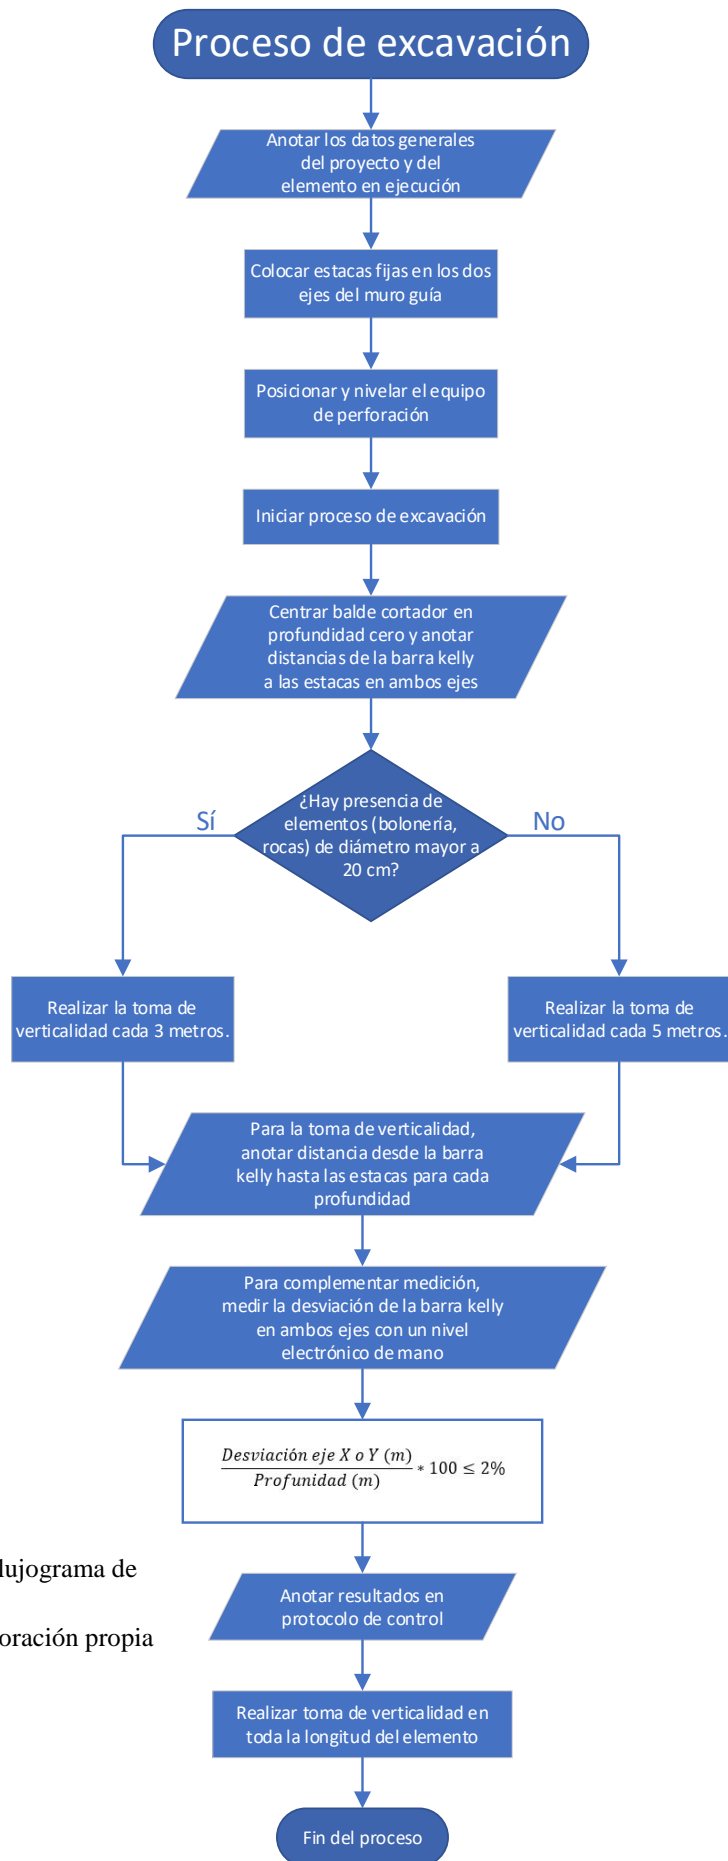 Proceso de excavación
Anotar los datos generales
del proyecto y del
elemento en ejecución
Colocar estacas fijas en los dos
ejes del muro guía
Posicionar y nivelar el equipo
de perforación
Iniciar proceso de excavación
Centrar balde cortador en
profundidad cero y anotar
distancias de la barra kelly
a las estacas en ambos ejes
¿Hay presencia de
elementos (bolonería,
rocas) de diámetro mayor a
20 cm?
Sí
No
Realizar la toma de
verticalidad cada 3 metros.
Realizar la toma de
verticalidad cada 5 metros.
Para la toma de verticalidad,
anotar distancia desde la barra
kelly hasta las estacas para cada
profundidad
Para complementar medición,
medir la desviación de la barra kelly
en ambos ejes con un nivel
electrónico de mano
Desviación eje X o Y (m)
Profunidad (m)
* 100 ≤ 2%
lujograma de
oración propia
Anotar resultados en
protocolo de control
Realizar toma de verticalidad en
toda la longitud del elemento
Fin del proceso